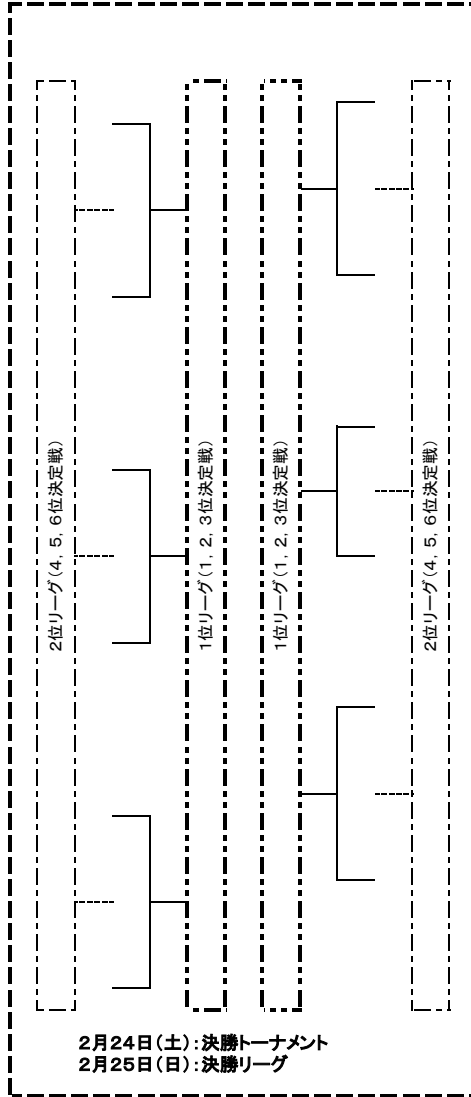 2位リーグ(4, 5, 6位決定戦)
1位リーグ(1, 2, 3位決定戦)
1位リーグ(1, 2, 3位決定戦)
2位リーグ(4, 5, 6位決定戦)
2月24日(土):決勝トーナメント
2月25日(日):決勝リーグ